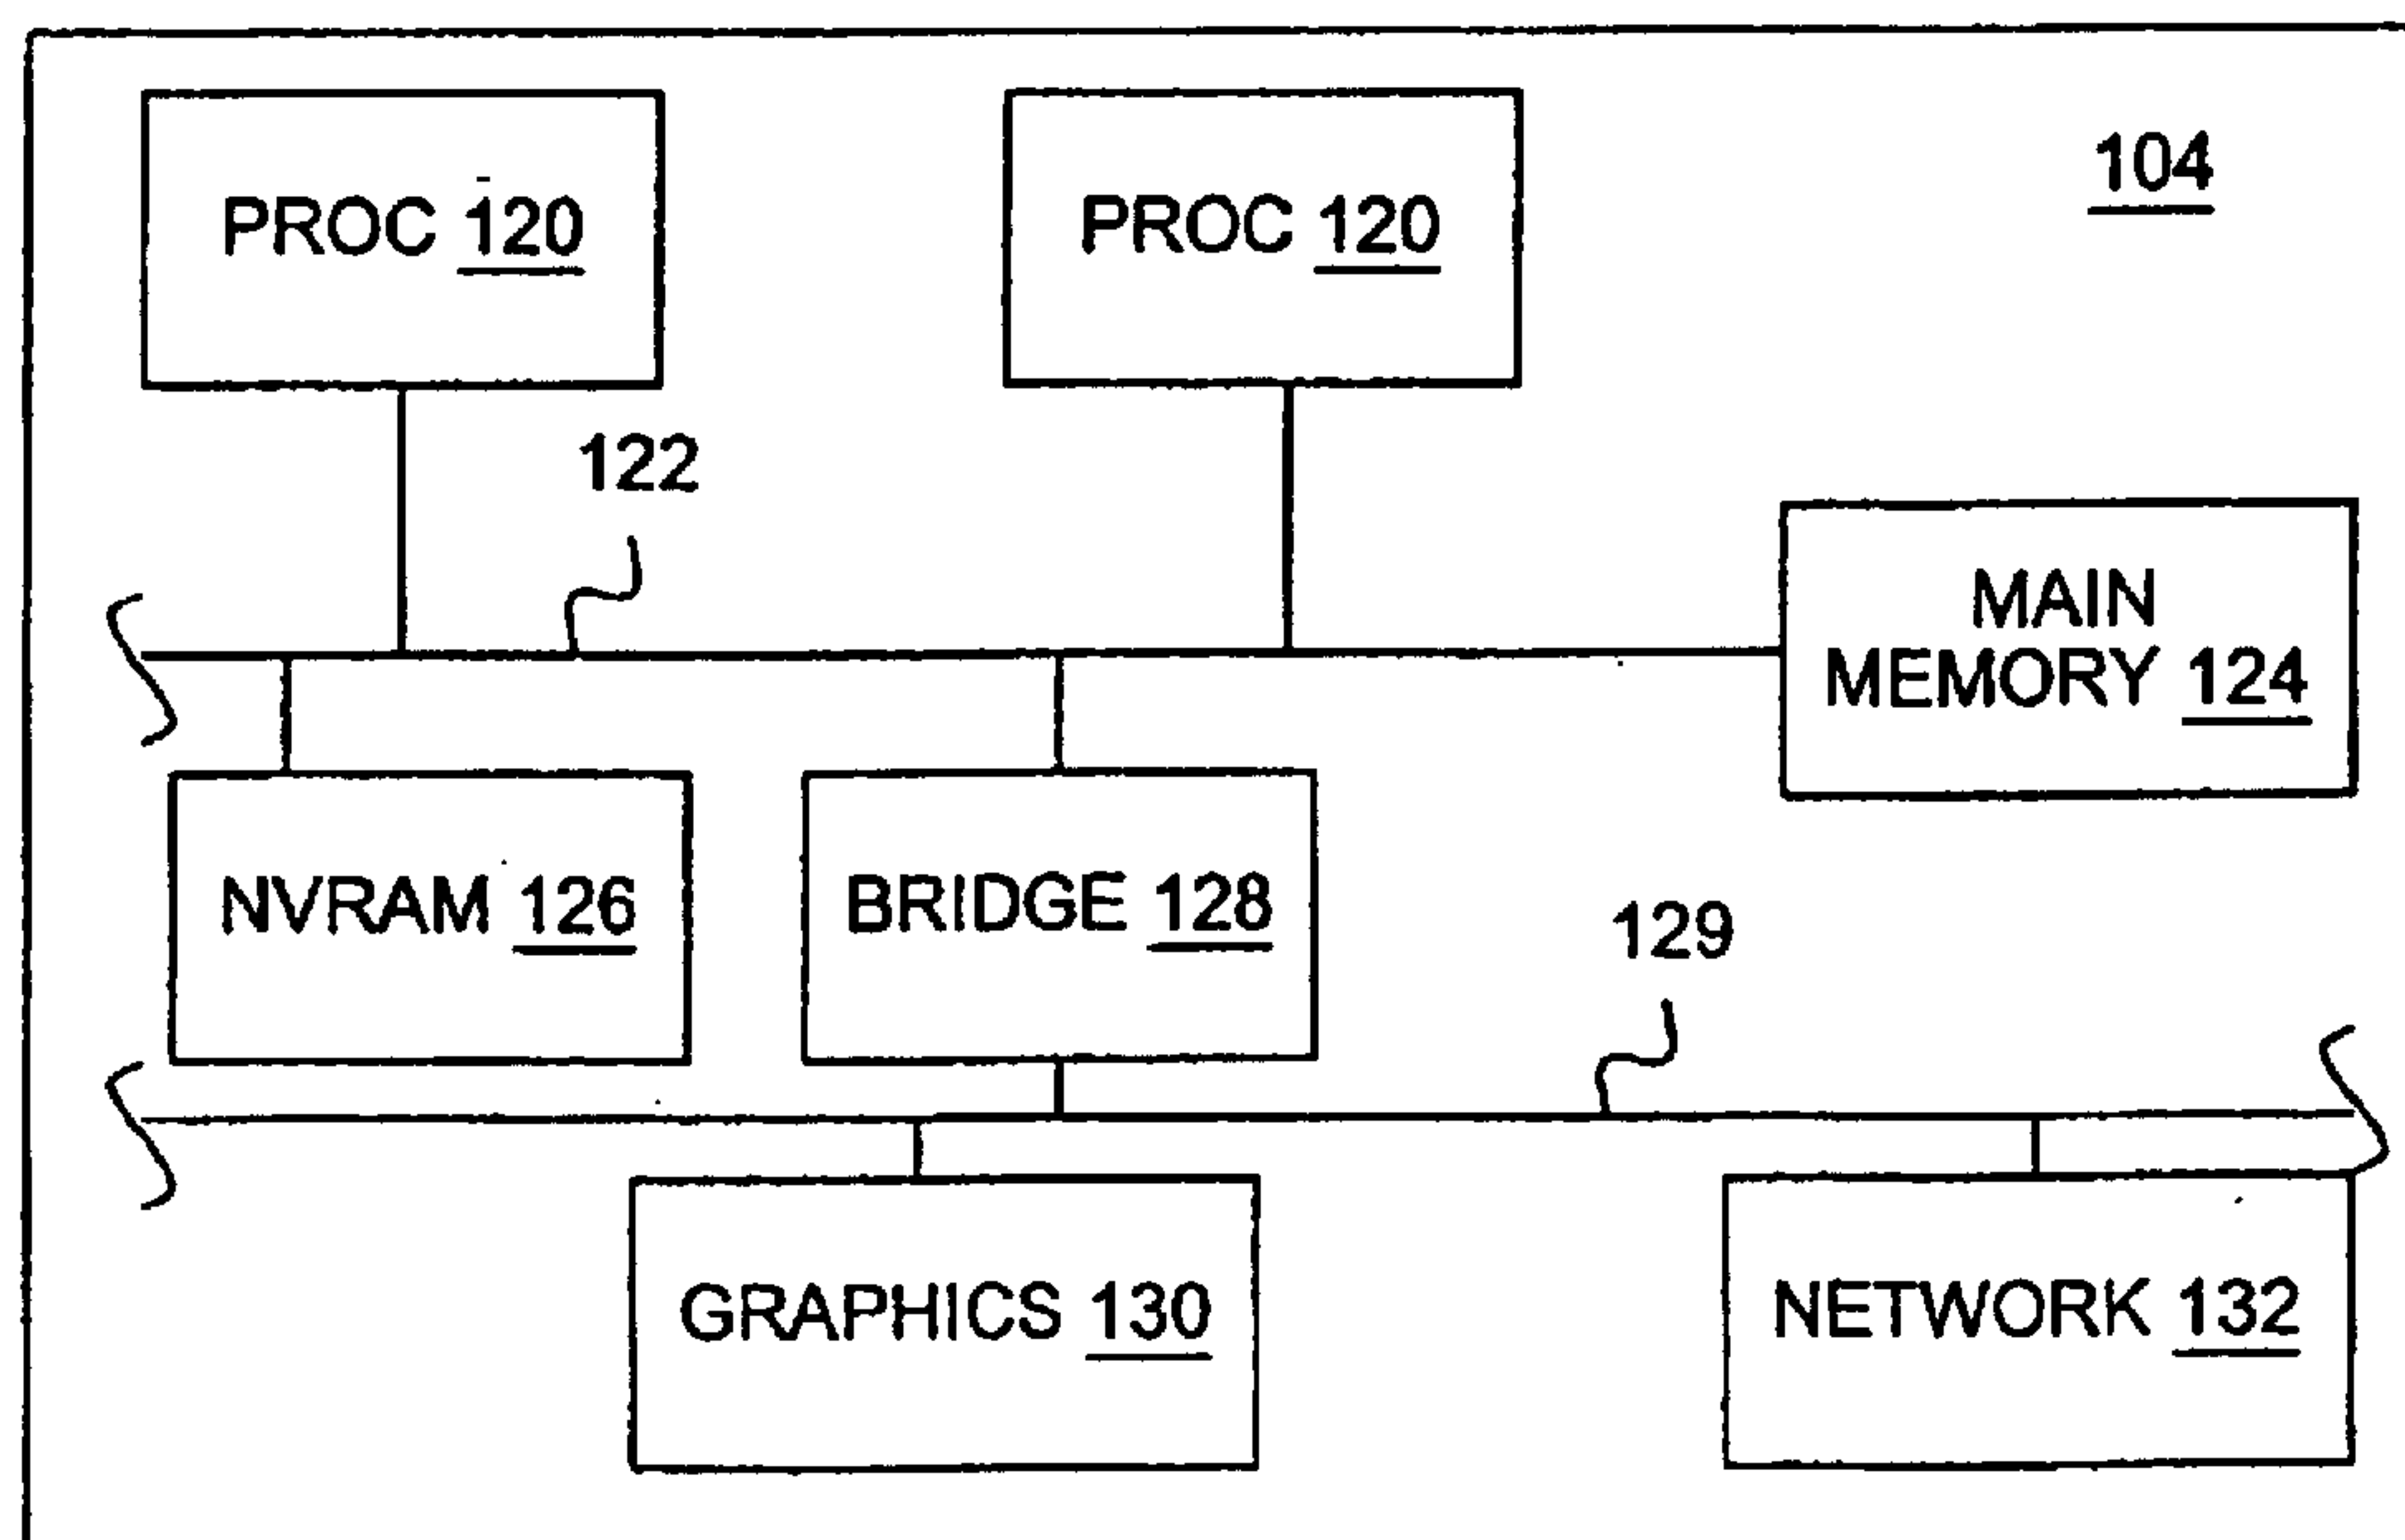 PROC 120
PROC 120
104
122
MAIN
MEMORY 124
NVRAM 126
BRIDGE 128
129
GRAPHICS 130
NETWORK 132